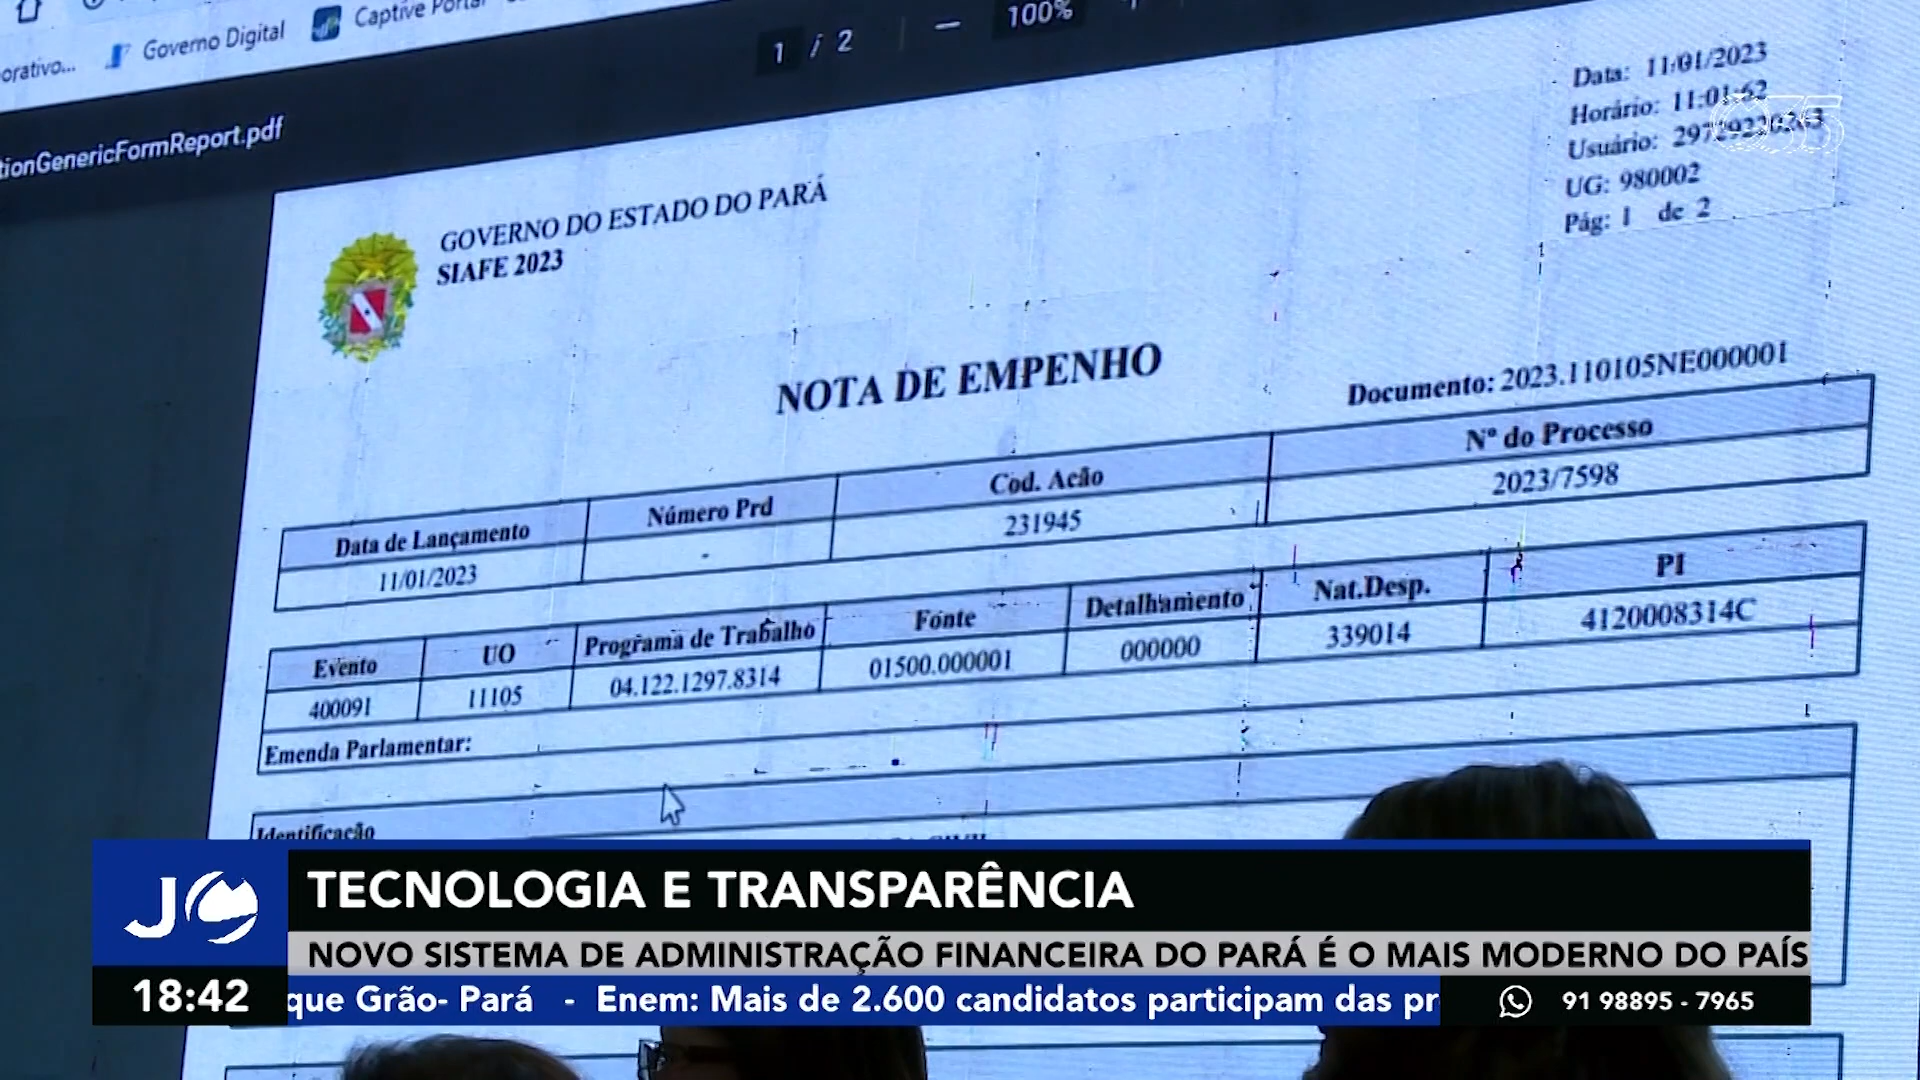 orativo...
Governo Digital
Captive Portal
1 / 2
100%
tionGenericFormReport.pdf
Data: 11/01/2023
Horário: 11:01:62
Usuário:
UG: 980002
Pág: 1 de 2
GOVERNO DO ESTADO DO PARÁ
SIAFE 2023
NOTA DE EMPENHO
Documento: 2023.110105NE000001
Data de Lançamento
Número Prd
Cod. Acão
Nº do Processo
11/01/2023
-
231945
2023/7598
Evento
UO
Programa de Trabalho
Fonte
Detalhamento
Nat.Desp.
PI
400091
11105
04.122.1297.8314
01500.000001
000000
339014
4120008314C
Emenda Parlamentar:
Identificação
TECNOLOGIA E TRANSPARÊNCIA
NOVO SISTEMA DE ADMINISTRAÇÃO FINANCEIRA DO PARÁ É O MAIS MODERNO DO PAÍS
18:42
que Grão- Pará - Enem: Mais de 2.600 candidatos participam das pr
91 98895 - 7965